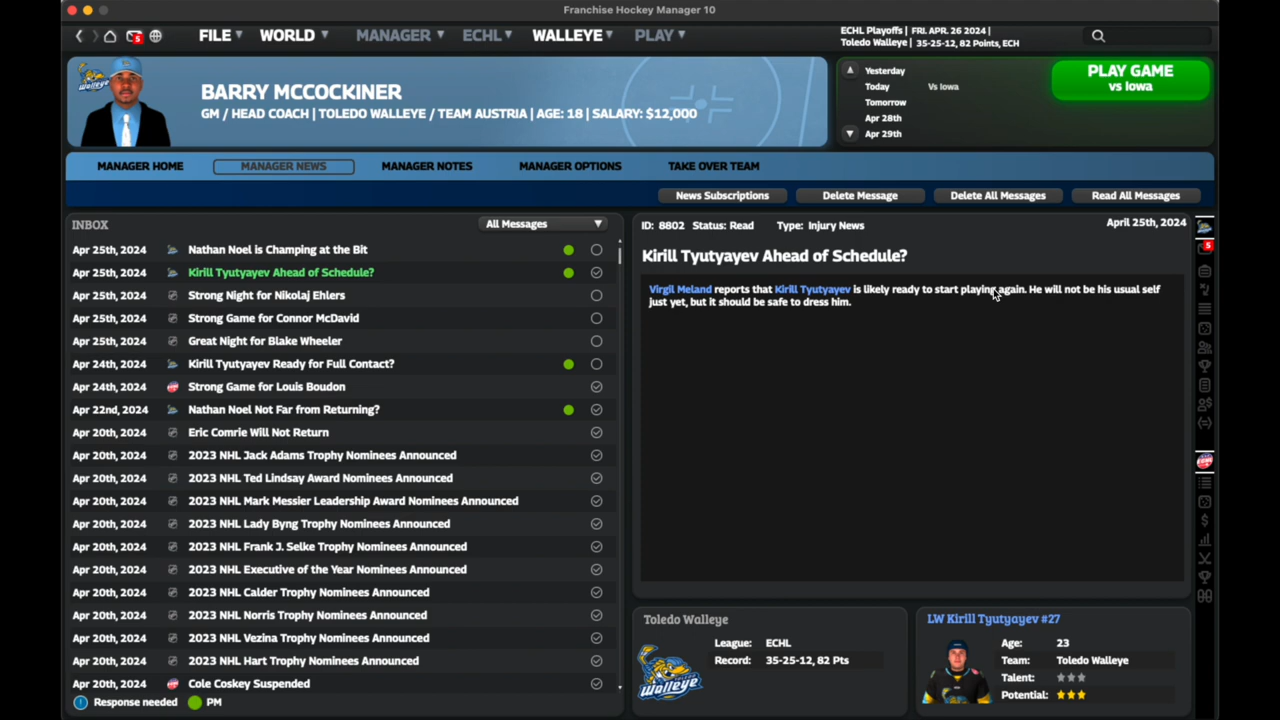 Franchise Hockey Manager 10
FILE WORLD MANAGER ECHL WALLEYE PLAY
ECHL Playoffs | FRI. APR. 26 2024 |
Toledo Walleye | 35-25-12, 82 Points, ECH
5
Walleye
BARRY MCCOCKINER
GM / HEAD COACH | TOLEDO WALLEYE / TEAM AUSTRIA | AGE: 18 | SALARY: $12,000
Yesterday
Today Vs Iowa
Tomorrow
Apr 28th
Apr 29th
PLAY GAME
vs Iowa
MANAGER HOME MANAGER NEWS MANAGER NOTES MANAGER OPTIONS TAKE OVER TEAM
News Subscriptions Delete Message Delete All Messages Read All Messages
INBOX All Messages
Apr 25th, 2024 Nathan Noel is Champing at the Bit
Apr 25th, 2024 Kirill Tyutyayev Ahead of Schedule?
Apr 25th, 2024 Strong Night for Nikolaj Ehlers
Apr 25th, 2024 Strong Game for Connor McDavid
Apr 25th, 2024 Great Night for Blake Wheeler
Apr 24th, 2024 Kirill Tyutyayev Ready for Full Contact?
Apr 24th, 2024 Strong Game for Louis Boudon
Apr 22nd, 2024 Nathan Noel Not Far from Returning?
Apr 20th, 2024 Eric Comrie Will Not Return
Apr 20th, 2024 2023 NHL Jack Adams Trophy Nominees Announced
Apr 20th, 2024 2023 NHL Ted Lindsay Award Nominees Announced
Apr 20th, 2024 2023 NHL Mark Messier Leadership Award Nominees Announced
Apr 20th, 2024 2023 NHL Lady Byng Trophy Nominees Announced
Apr 20th, 2024 2023 NHL Frank J. Selke Trophy Nominees Announced
Apr 20th, 2024 2023 NHL Executive of the Year Nominees Announced
Apr 20th, 2024 2023 NHL Calder Trophy Nominees Announced
Apr 20th, 2024 2023 NHL Norris Trophy Nominees Announced
Apr 20th, 2024 2023 NHL Vezina Trophy Nominees Announced
Apr 20th, 2024 2023 NHL Hart Trophy Nominees Announced
Apr 20th, 2024 Cole Coskey Suspended
Response needed PM
ID: 8802 Status: Read Type: Injury News April 25th, 2024
Kirill Tyutyayev Ahead of Schedule?
Virgil Meland reports that Kirill Tyutyayev is likely ready to start playing again. He will not be his usual self
just yet, but it should be safe to dress him.
5
Toledo Walleye
League: ECHL
Record: 35-25-12, 82 Pts
Walleye
LW Kirill Tyutyayev #27
Age: 23
Team: Toledo Walleye
Talent:
Potential: